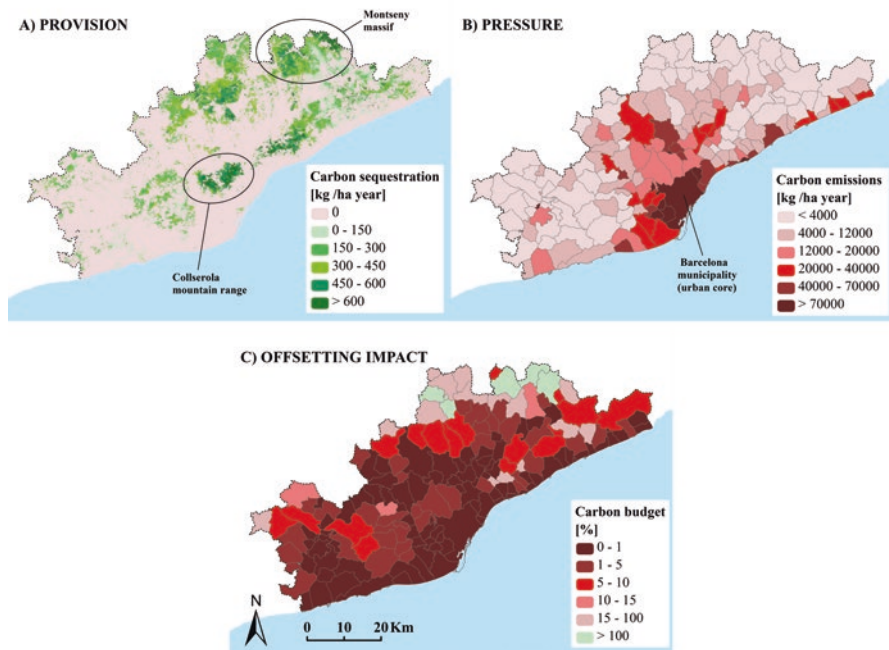 A) PROVISION
Montseny
massif
Collserola
mountain range
Carbon sequestration
[kg /ha year]
0
0 - 150
150 - 300
300 - 450
450 - 600
> 600
B) PRESSURE
Barcelona
municipality
(urban core)
Carbon emissions
[kg /ha year]
< 4000
4000 - 12000
12000 - 20000
20000 - 40000
40000 - 70000
> 70000
C) OFFSETTING IMPACT
Carbon budget
[%]
0 - 1
1 - 5
5 - 10
10 - 15
15 - 100
> 100
N
0 10 20 Km